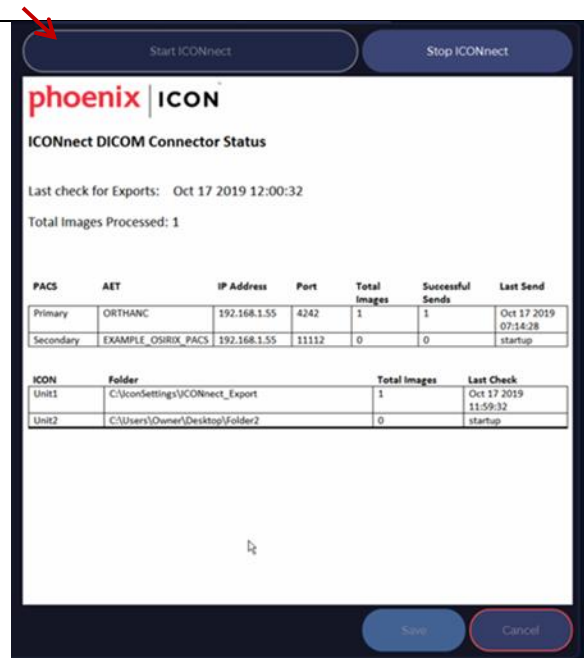 Start ICONnect Stop ICONnect
phoenix | ICON
ICONnect DICOM Connector Status
Last check for Exports: Oct 17 2019 12:00:32
Total Images Processed: 1
PACS AET IP Address Port Total Images Successful Sends Last Send
Primary ORTHANC 192.168.1.55 4242 1 1 Oct 17 2019 07:14:28
Secondary EXAMPLE_OSIRIX_PACS 192.168.1.55 11112 0 0 startup
ICON Folder Total Images Last Check
Unit1 C:\IconSettings\ICONnect_Export 1 Oct 17 2019 11:59:32
Unit2 C:\Users\Owner\Desktop\Folder2 0 startup
Save Cancel